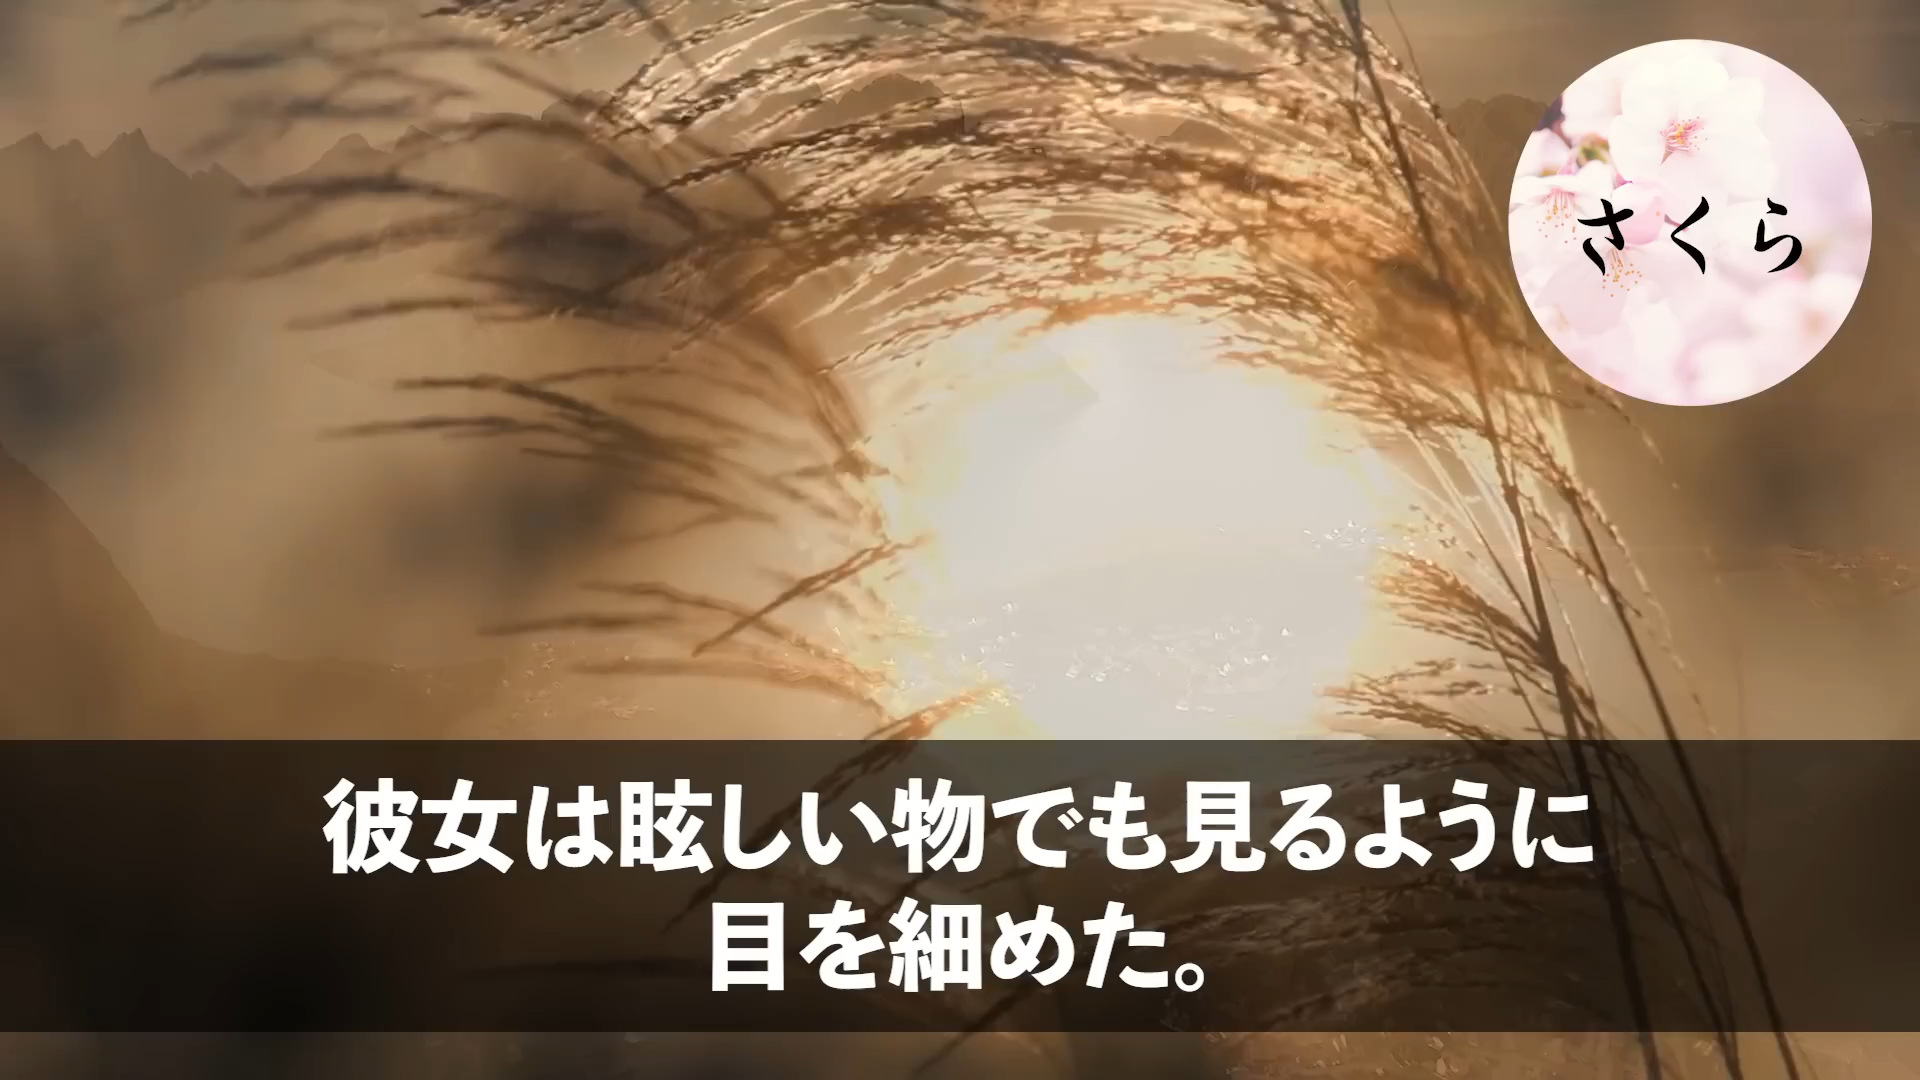 さくら
彼女は眩しい物でも見るように
目を細めた。